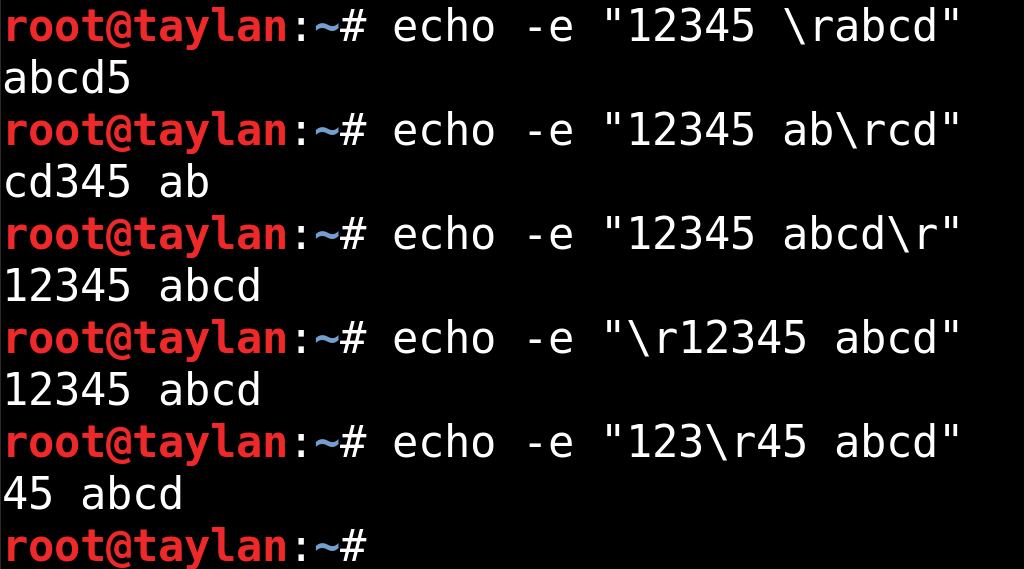 root@taylan:~# echo -e "12345 \rabcd"
abcd5
root@taylan:~# echo -e "12345 ab\rcd"
cd345 ab
root@taylan:~# echo -e "12345 abcd\r"
12345 abcd
root@taylan:~# echo -e "\r12345 abcd"
12345 abcd
root@taylan:~# echo -e "123\r45 abcd"
45 abcd
root@taylan:~#